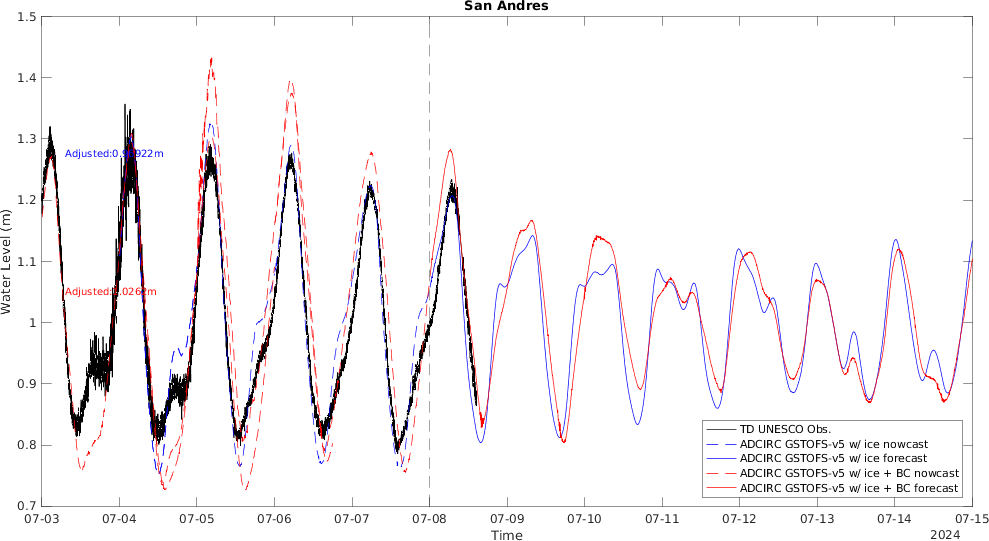 San Andres
Water Level (m)
1.5
1.4
1.3
1.2
1.1
1
0.9
0.8
0.7
07-03
07-04
07-05
07-06
07-07
07-08
07-09
07-10
07-11
07-12
07-13
07-14
07-15
Time
2024
TD UNESCO Obs.
ADCIRC GSTOFS-v5 w/ ice nowcast
ADCIRC GSTOFS-v5 w/ ice forecast
ADCIRC GSTOFS-v5 w/ ice + BC nowcast
ADCIRC GSTOFS-v5 w/ ice + BC forecast